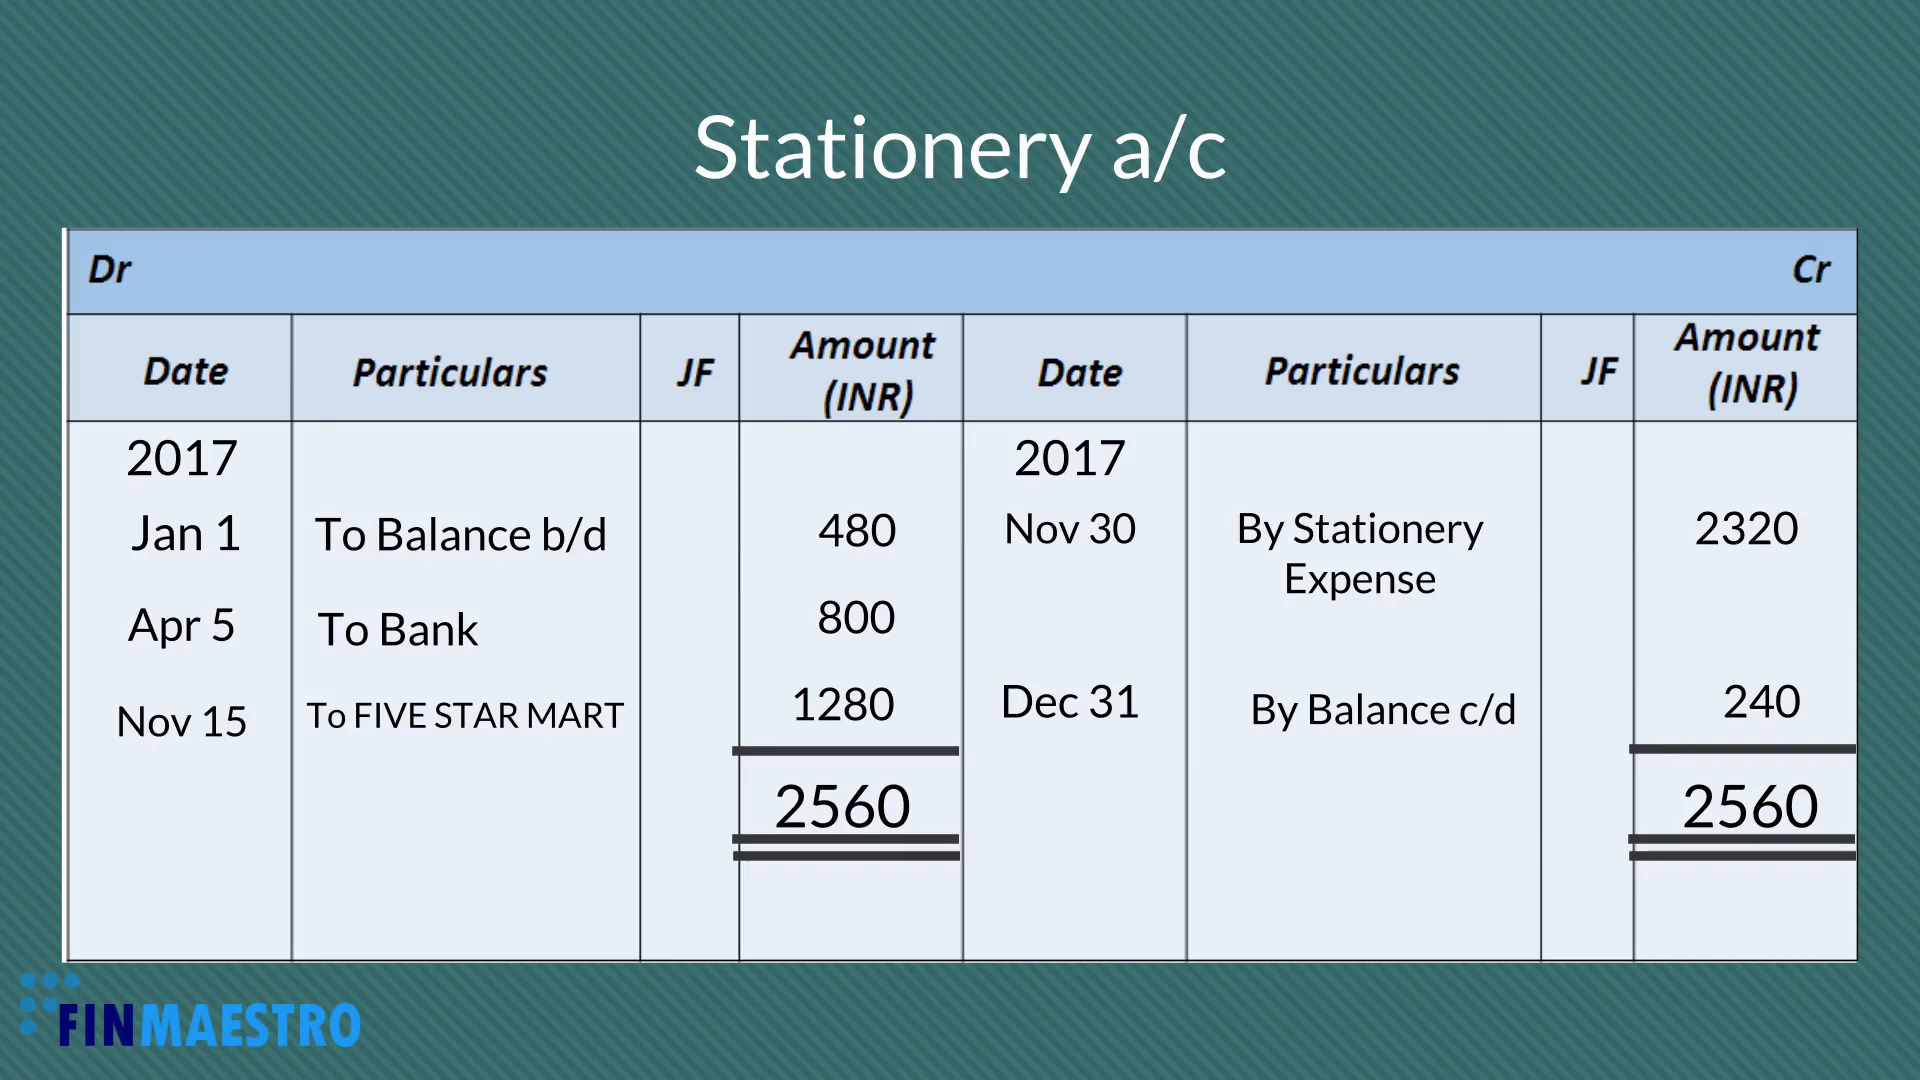 Stationery a/c
Dr Cr
Date Particulars JF Amount (INR) Date Particulars JF Amount (INR)
2017 2017
Jan 1 To Balance b/d 480 Nov 30 By Stationery Expense 2320
Apr 5 To Bank 800
Nov 15 To FIVE STAR MART 1280 Dec 31 By Balance c/d 240
2560 2560
FINMAESTRO